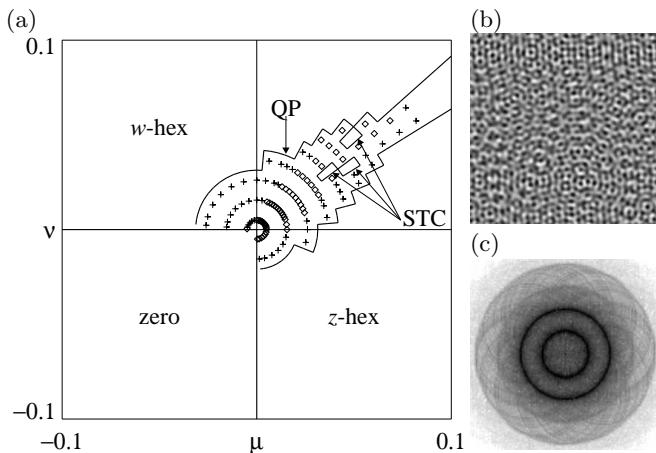 (a)
0.1
QP
w-hex
STC
ν
zero
z-hex
−0.1
−0.1
μ
0.1
(b)
(c)